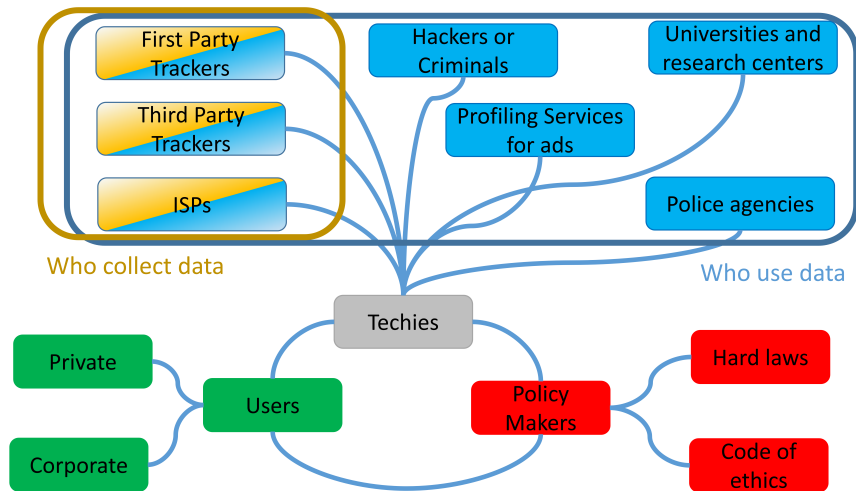 First Party
Trackers
Hackers or
Criminals
Universities and
research centers
Third Party
Trackers
Profiling Services
for ads
ISPs
Police agencies
Who collect data
Who use data
Techies
Private
Hard laws
Users
Policy
Makers
Corporate
Code of
ethics